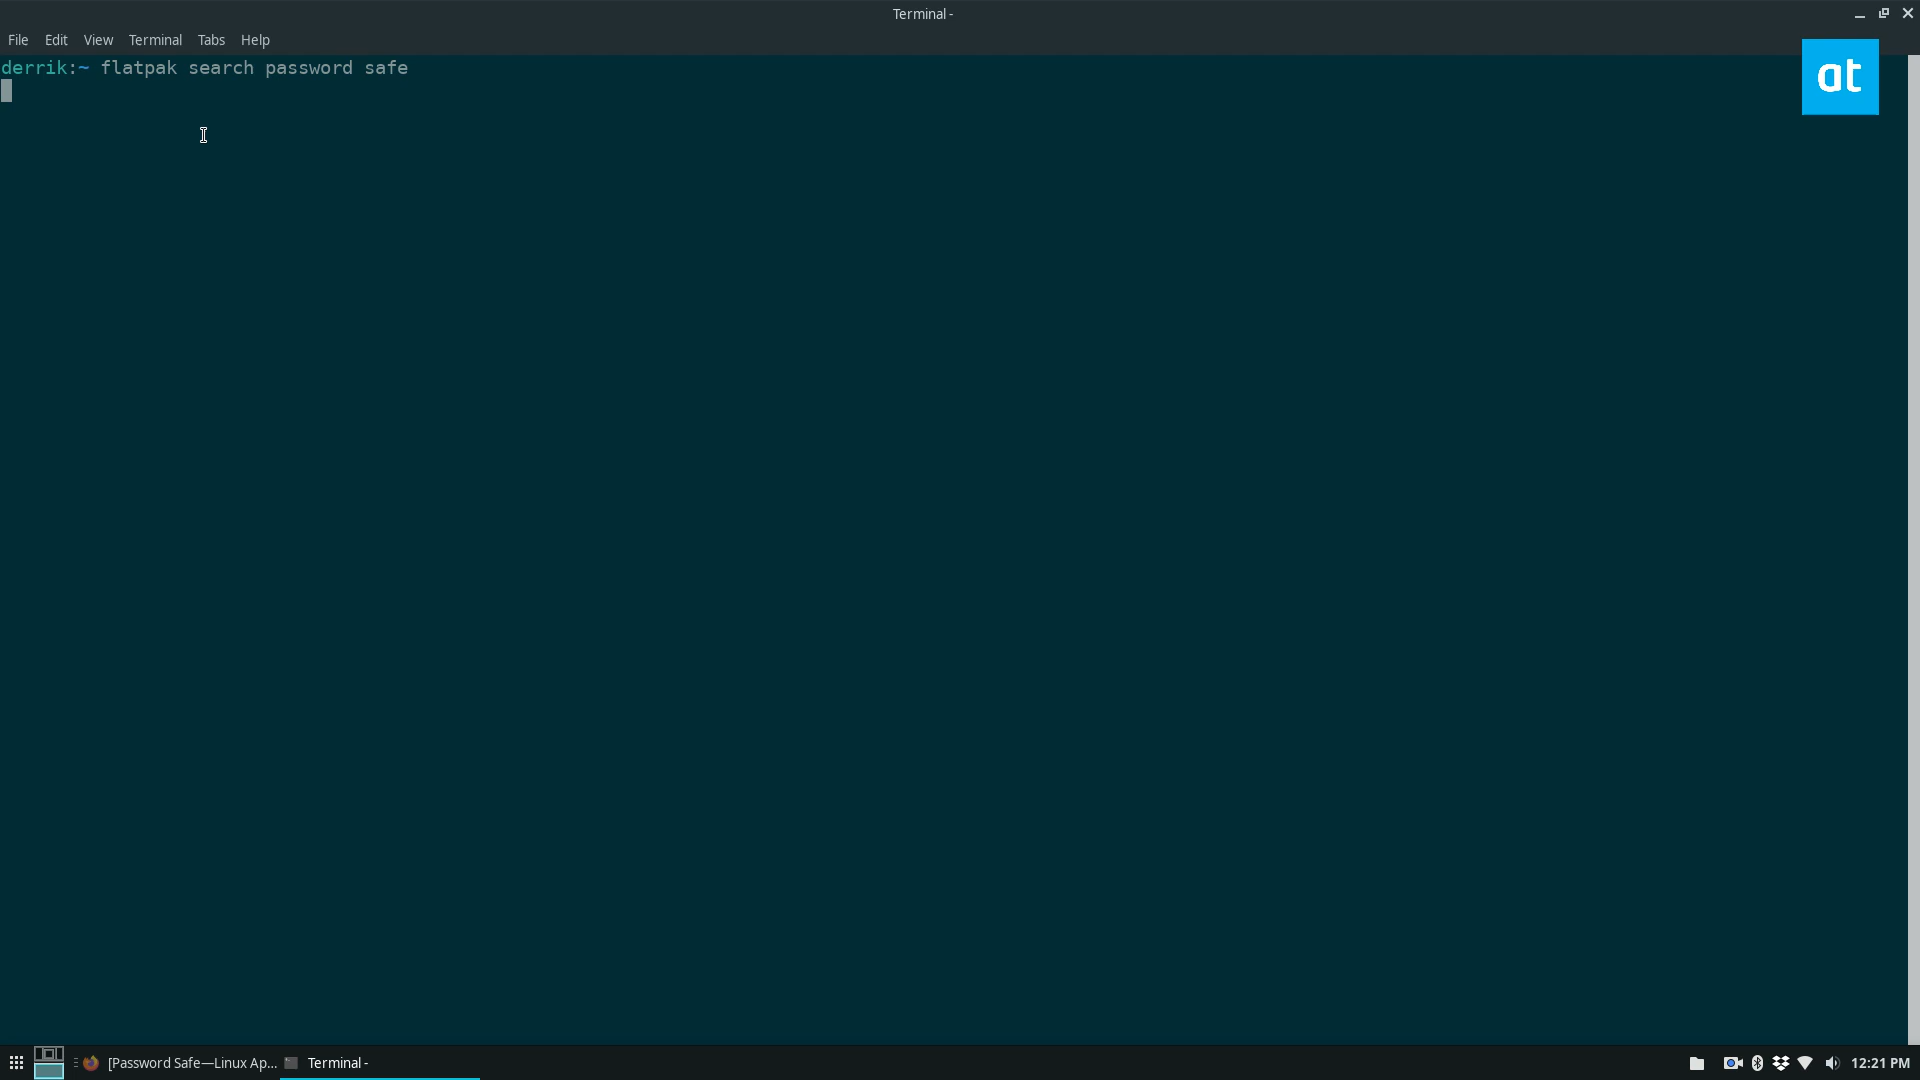 Terminal -
File Edit View Terminal Tabs Help
at
derrik:~ flatpak search password safe
[Password Safe—Linux Ap... Terminal - 12:21 PM